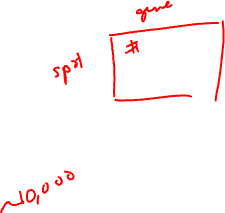 gene
#
spot
~10,000